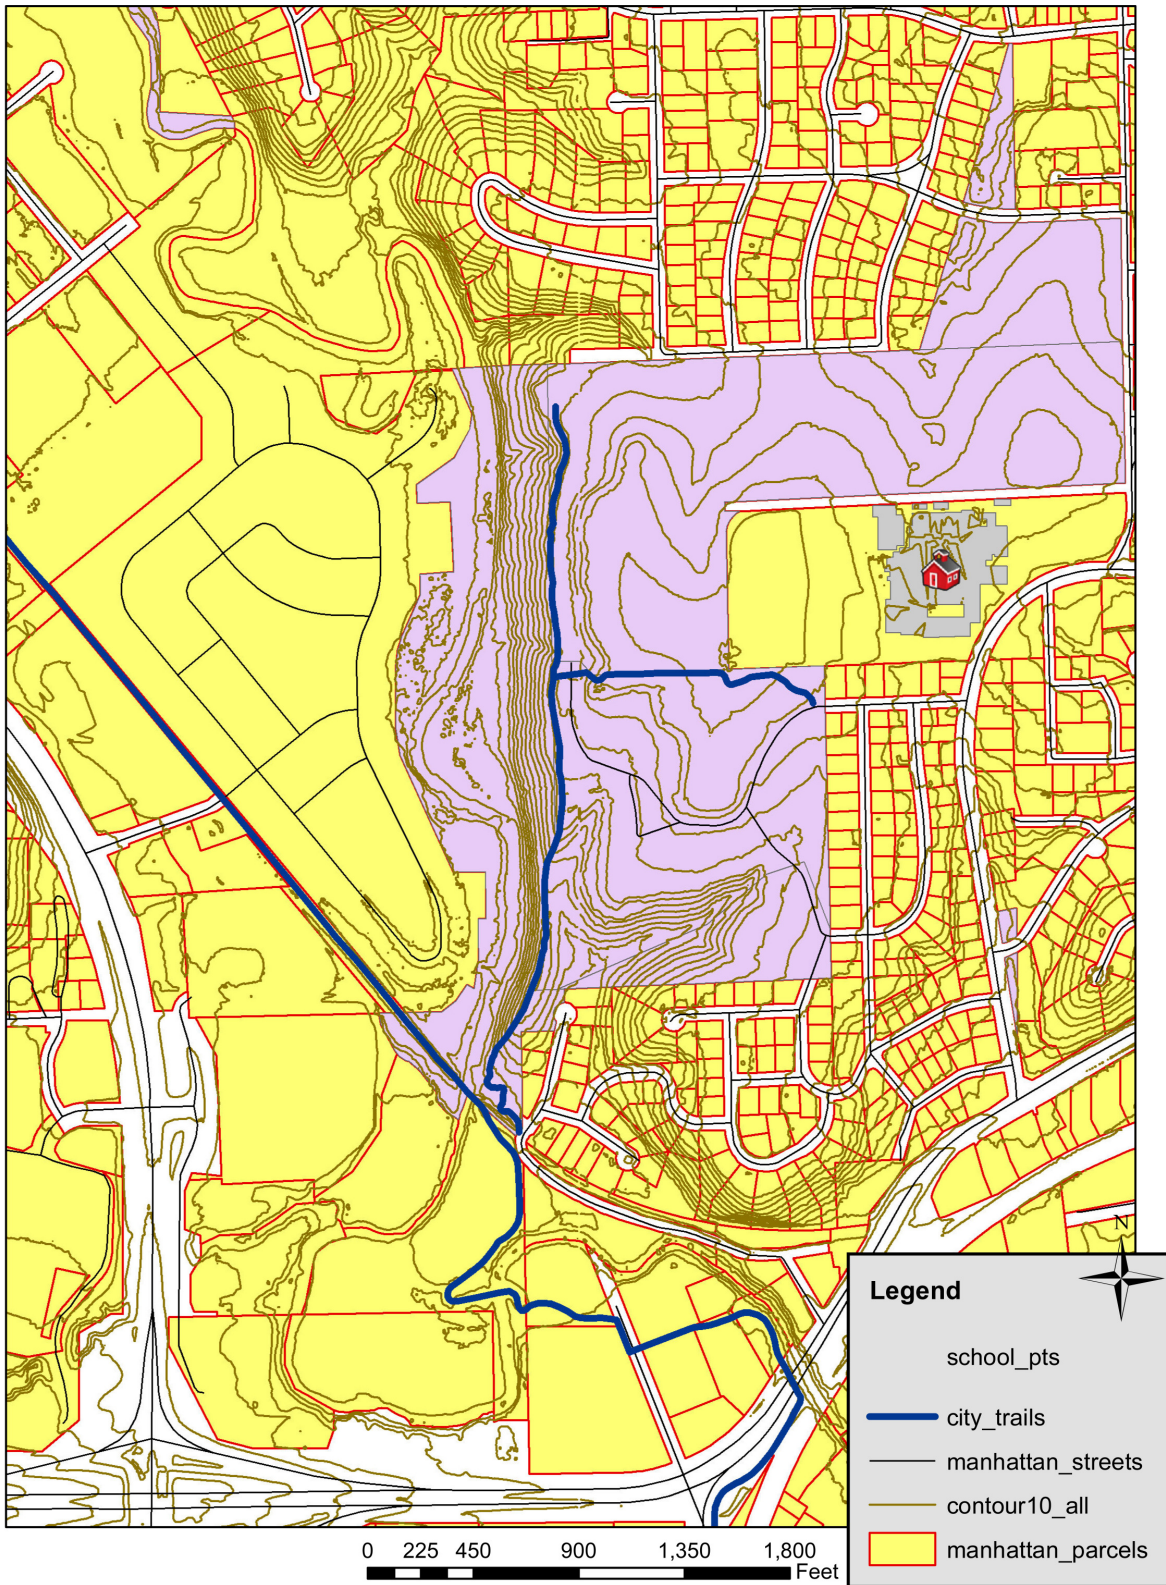 N
Legend
school_pts
city_trails
manhattan_streets
contour10_all
manhattan_parcels
0 225 450 900 1,350 1,800
Feet